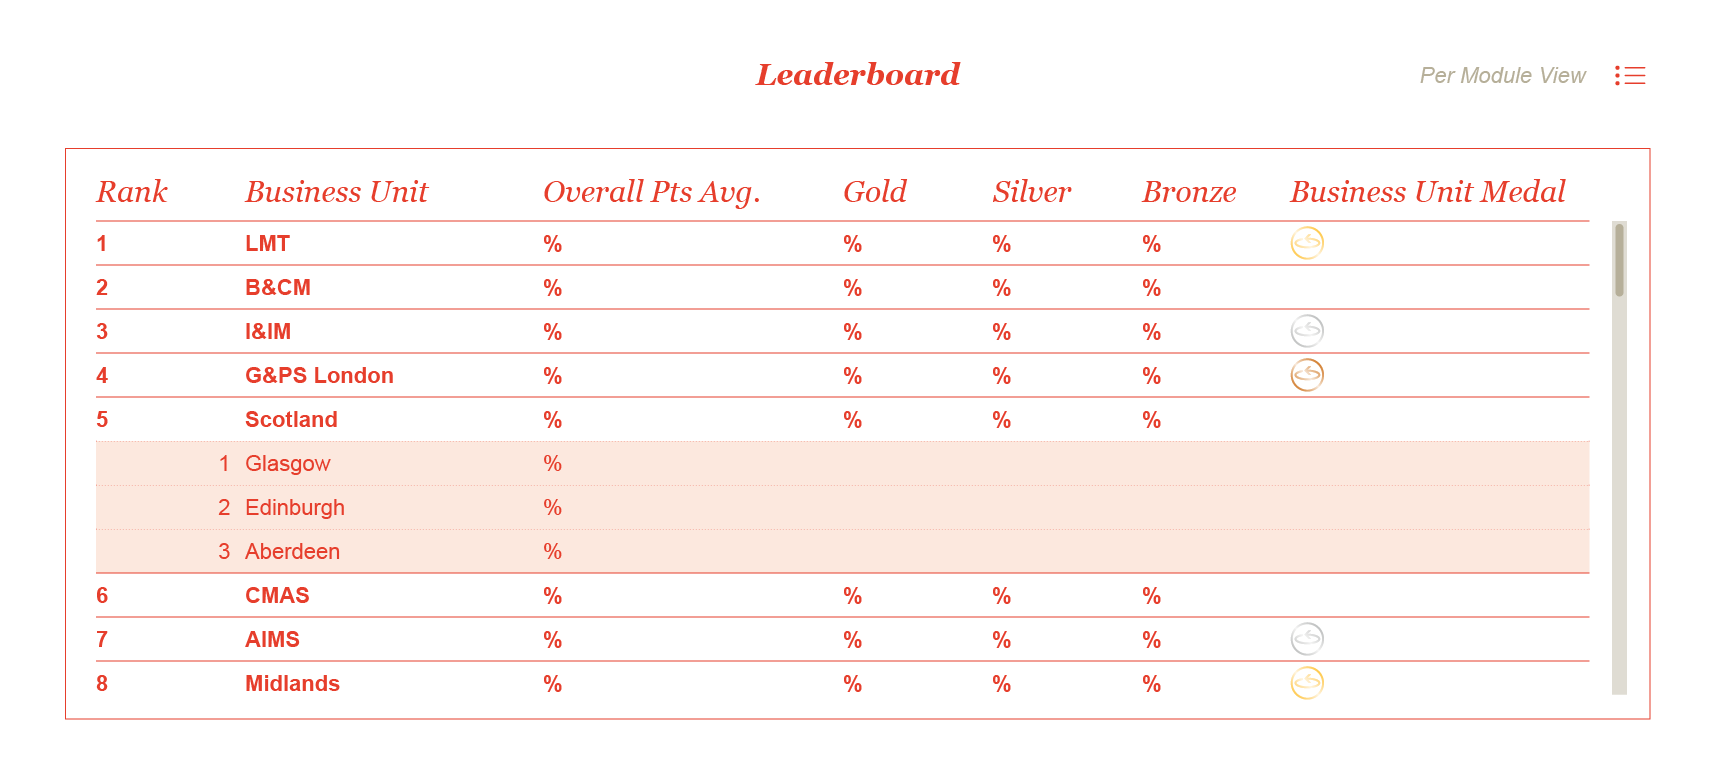 Leaderboard
Per Module View
Rank Business Unit Overall Pts Avg. Gold Silver Bronze Business Unit Medal
1 LMT % % % %
2 B&CM % % % %
3 I&IM % % % %
4 G&PS London % % % %
5 Scotland % % % %
1 Glasgow %
2 Edinburgh %
3 Aberdeen %
6 CMAS % % % %
7 AIMS % % % %
8 Midlands % % % %